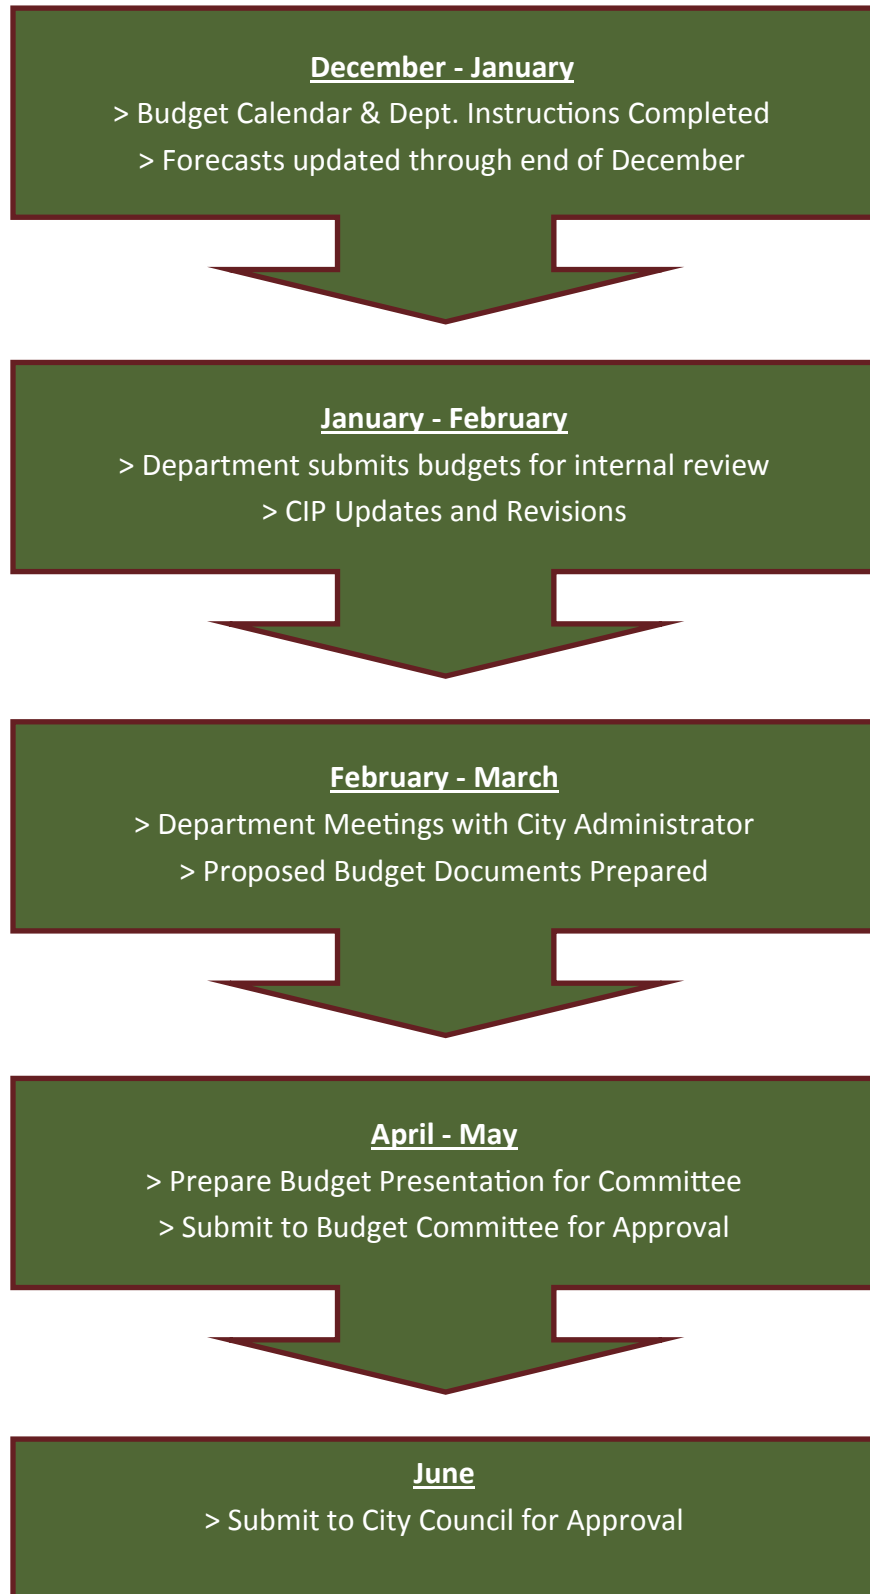 December - January
> Budget Calendar & Dept. Instructions Completed
> Forecasts updated through end of December
January - February
> Department submits budgets for internal review
> CIP Updates and Revisions
February - March
> Department Meetings with City Administrator
> Proposed Budget Documents Prepared
April - May
> Prepare Budget Presentation for Committee
> Submit to Budget Committee for Approval
June
> Submit to City Council for Approval